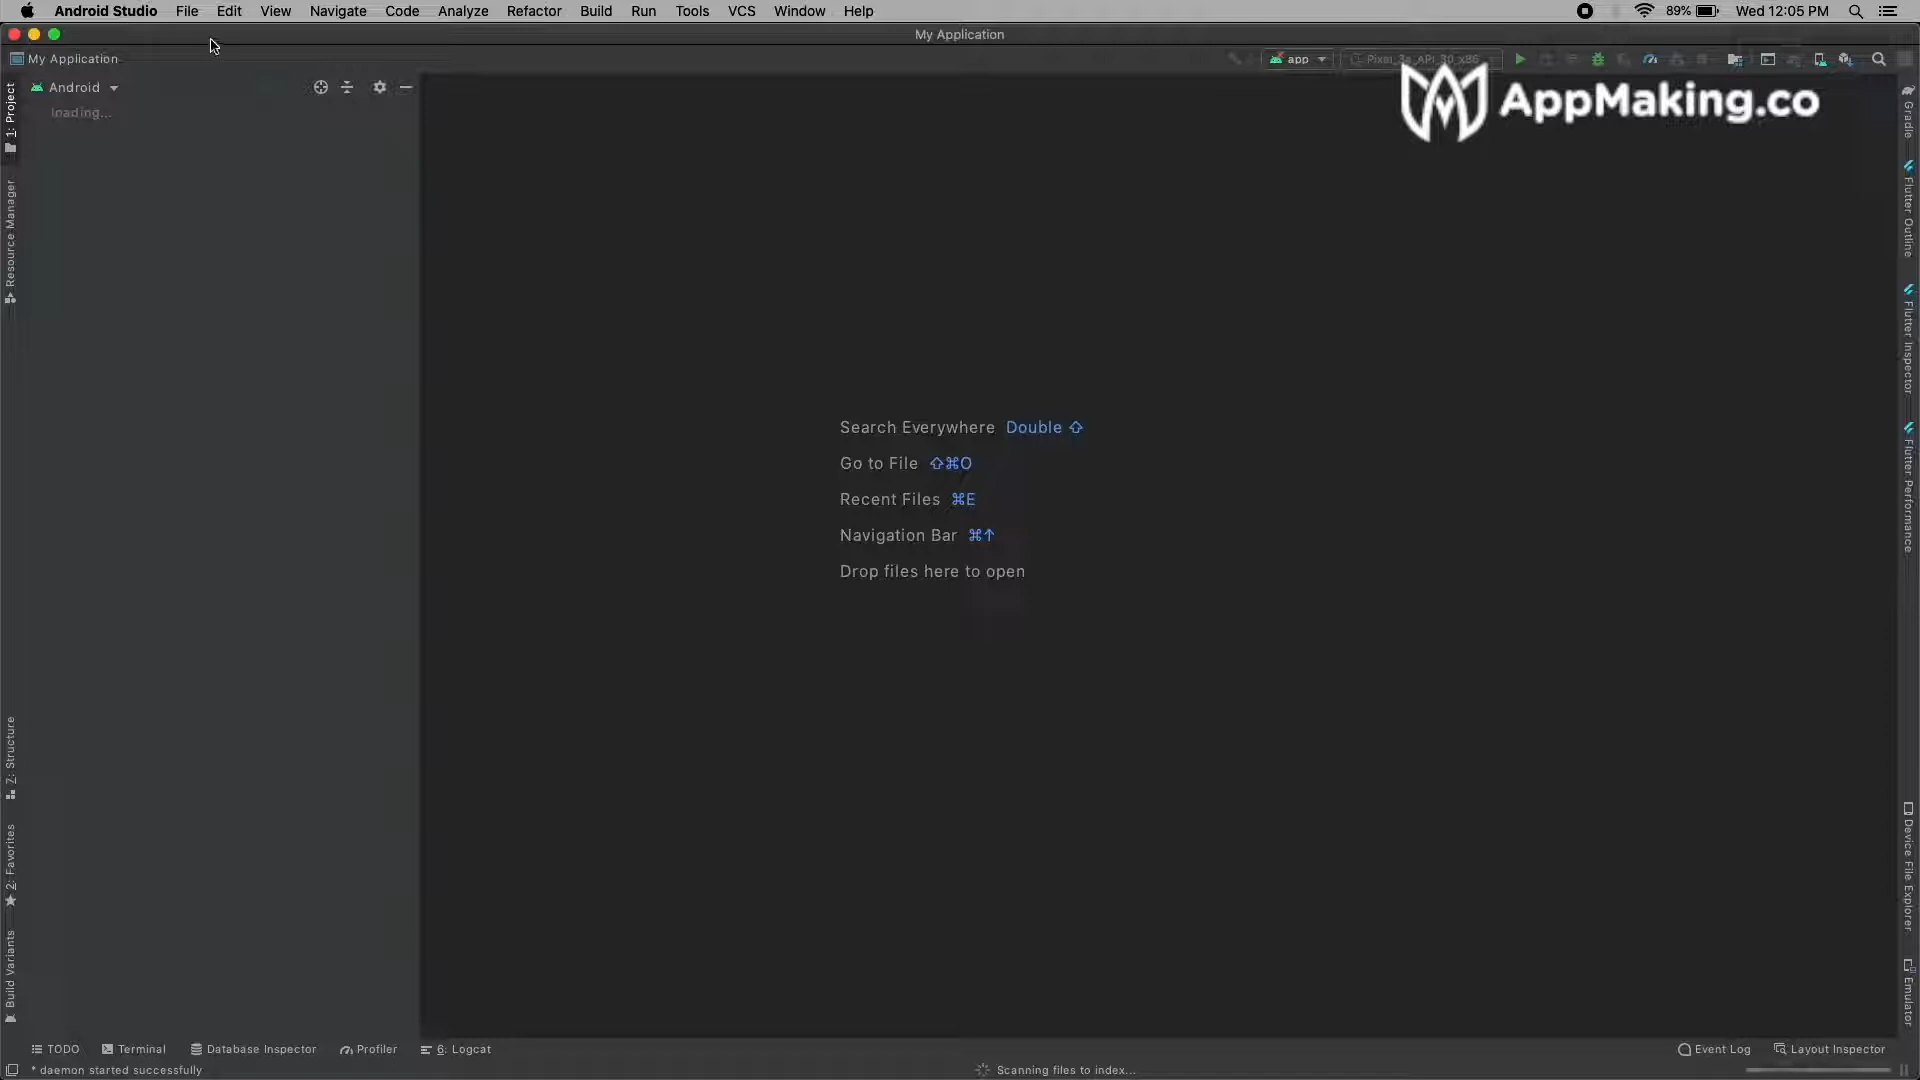 Android Studio File Edit View Navigate Code Analyze Refactor Build Run Tools VCS Window Help 89% Wed 12:05 PM
My Application
My Application app Pixel_3a_API_30_x86
AppMaking.co
Android
loading...
1: Project
Resource Manager
7: Structure
2: Favorites
Build Variants
Search Everywhere Double ⇧
Go to File ⇧⌘O
Recent Files ⌘E
Navigation Bar ⌘↑
Drop files here to open
Gradle
Flutter Outline
Flutter Inspector
Flutter Performance
Device File Explorer
Emulator
TODO Terminal Database Inspector Profiler 6: Logcat Event Log Layout Inspector
* daemon started successfully Scanning files to index...